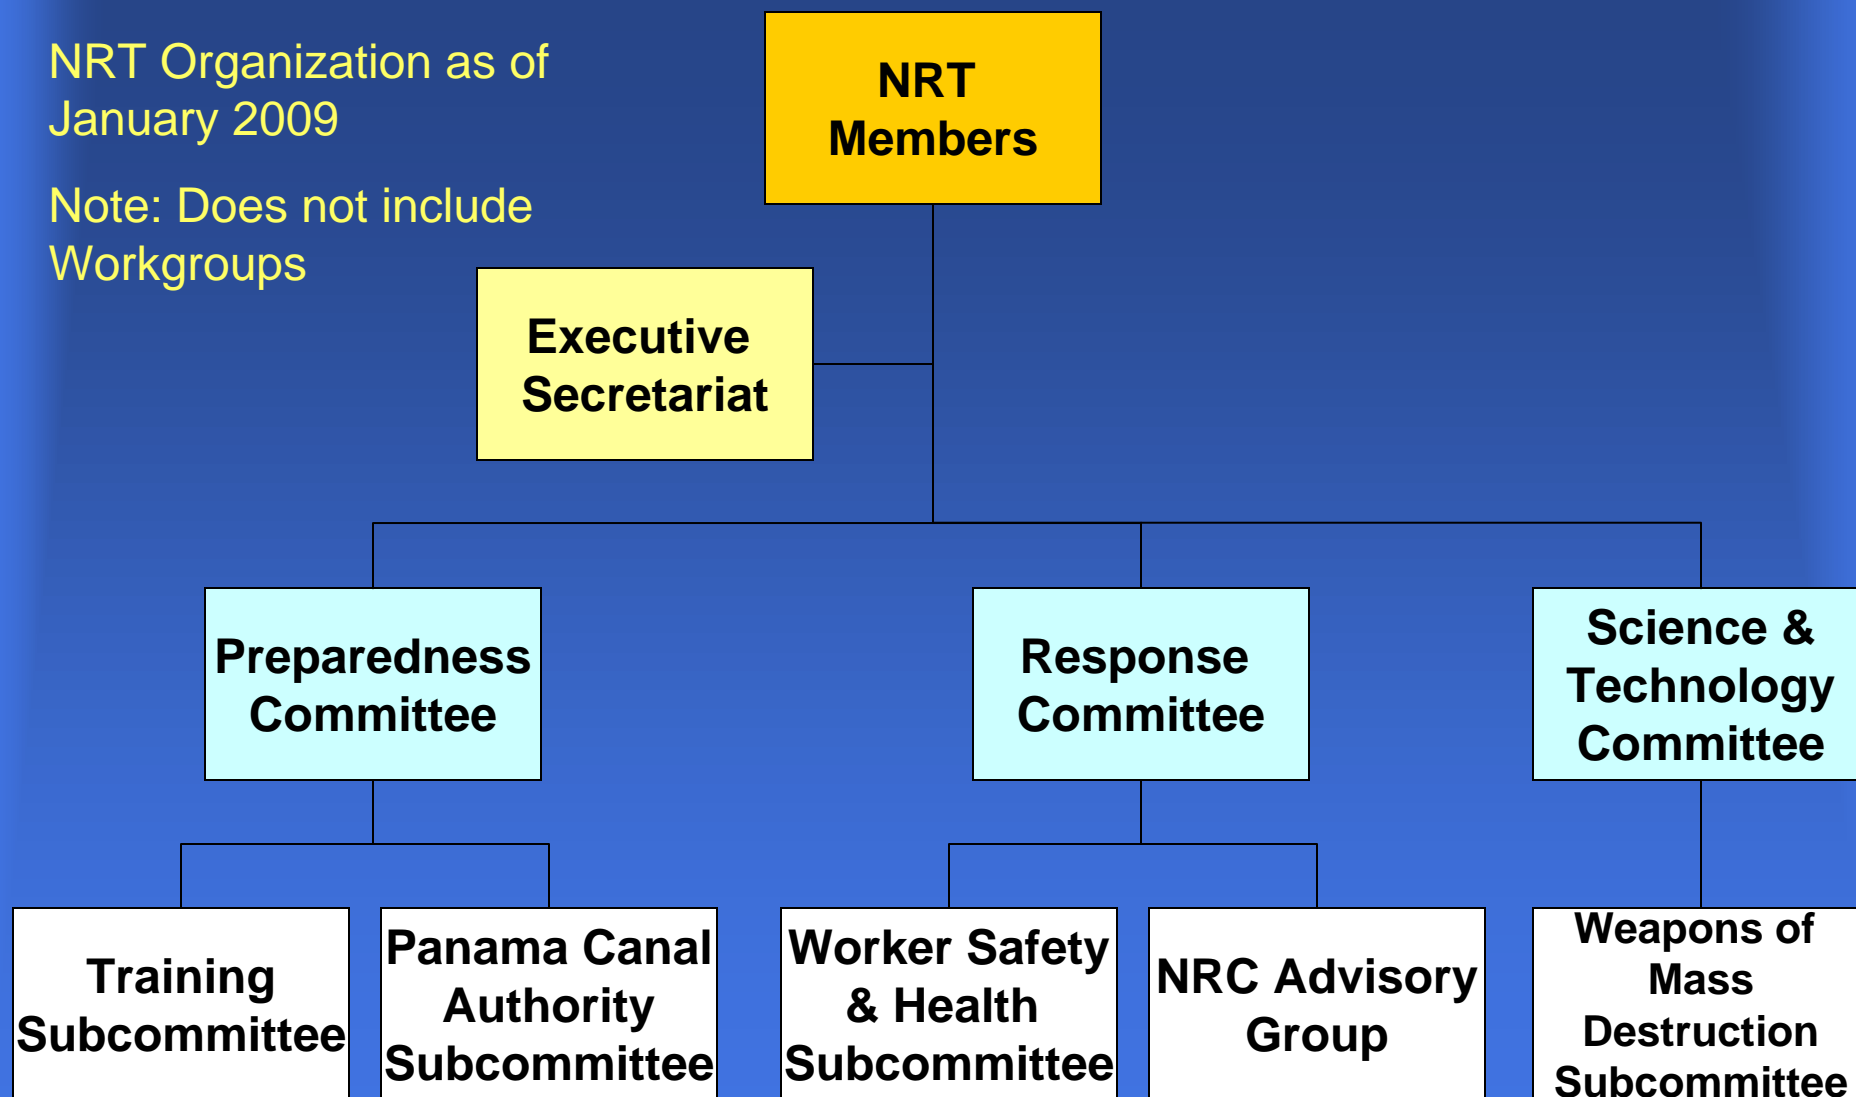 NRT Organization as of
January 2009
Note: Does not include
Workgroups
NRT
Members
Executive
Secretariat
Preparedness
Committee
Response
Committee
Science &
Technology
Committee
Training
Subcommittee
Panama Canal
Authority
Subcommittee
Worker Safety
& Health
Subcommittee
NRC Advisory
Group
Weapons of
Mass
Destruction
Subcommittee